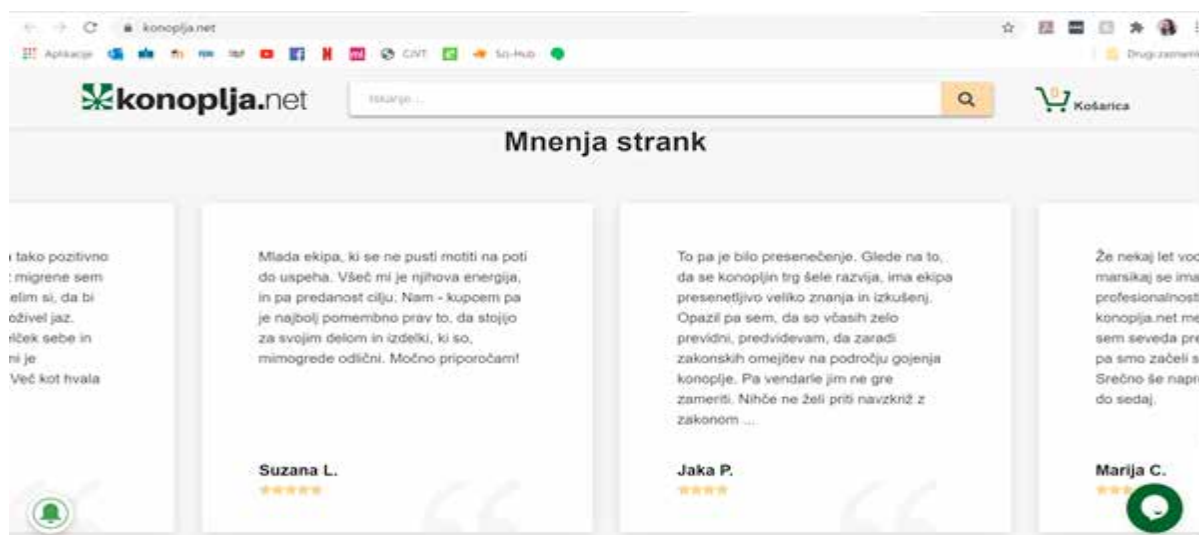 konoplja.net
Aplikacije
CIVT
Sci-Hub
Drugi zaznamki
konoplja.net
Iskanje ...
0
Košarica
Mnenja strank
tako pozitivno
migrene sem
elim si, da bi
oživel jaz.
lček sebe in
ni je
Več kot hvala
Mlada ekipa, ki se ne pusti motiti na poti
do uspeha. Všeč mi je njihova energija,
in pa predanost cilju. Nam - kupcem pa
je najbolj pomembno prav to, da stojijo
za svojim delom in izdelki, ki so,
mimogrede odlični. Močno priporočam!
Suzana L.
To pa je bilo presenečenje. Glede na to,
da se konopljin trg šele razvija, ima ekipa
presenetljivo veliko znanja in izkušenj.
Opazil pa sem, da so včasih zelo
previdni, predvidevam, da zaradi
zakonskih omejitev na področju gojenja
konoplje. Pa vendarle jim ne gre
zameriti. Nihče ne želi priti navzkriž z
zakonom ...
Jaka P.
Že nekaj let vod
marsikaj se ima
profesionalnost
konoplja.net me
sem seveda pre
pa smo začeli s
Srečno še napre
do sedaj.
Marija C.